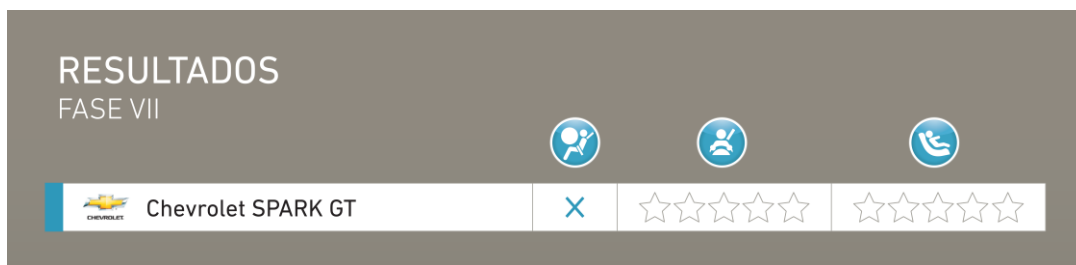 RESULTADOS
FASE VII
CHEVROLET
Chevrolet SPARK GT